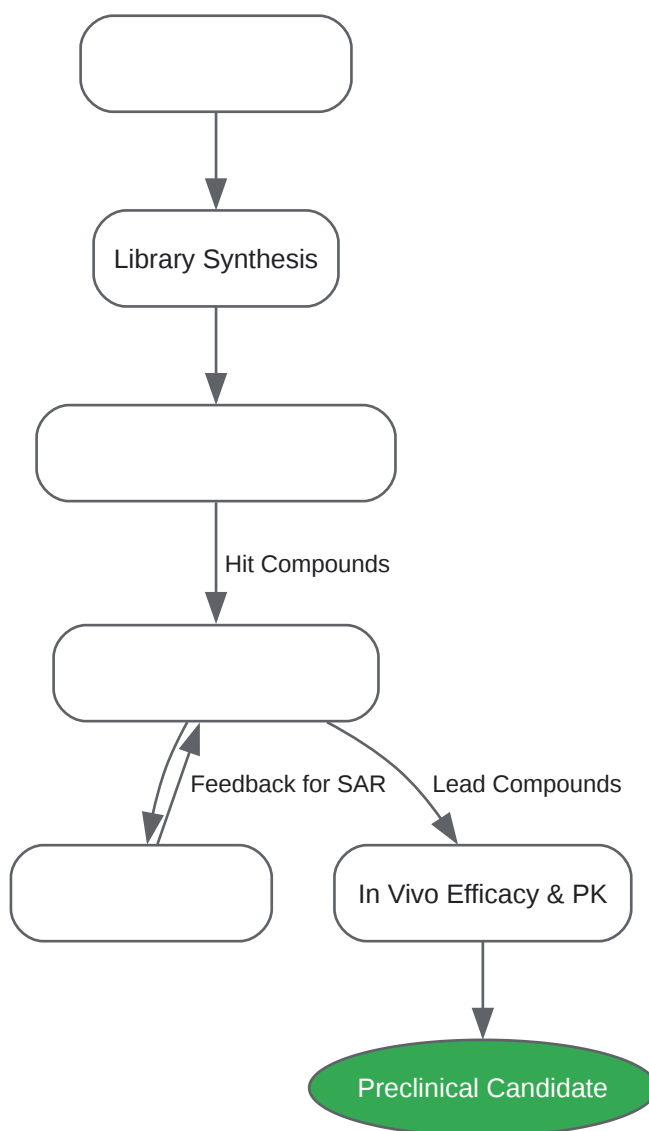 Library Synthesis
Hit Compounds
Feedback for SAR
Lead Compounds
In Vivo Efficacy & PK
Preclinical Candidate